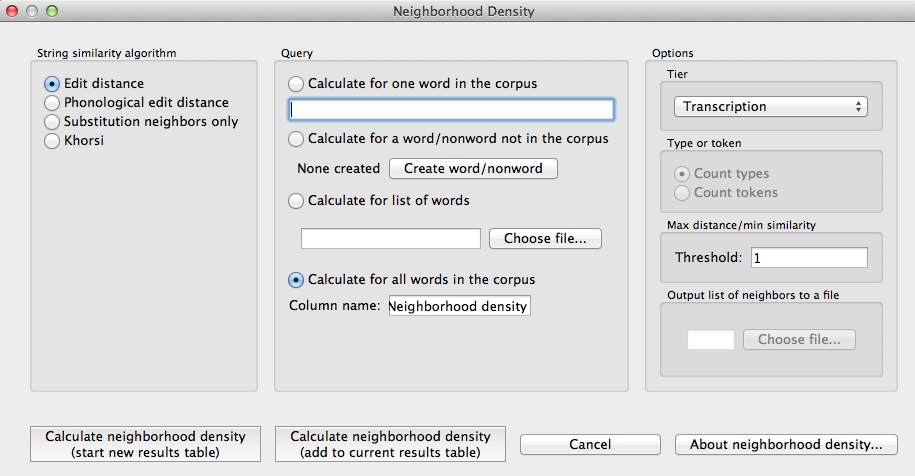 Neighborhood Density
String similarity algorithm
Edit distance
Phonological edit distance
Substitution neighbors only
Khorsi
Query
Calculate for one word in the corpus
Calculate for a word/nonword not in the corpus
None created Create word/nonword
Calculate for list of words
Choose file...
Calculate for all words in the corpus
Column name: Neighborhood density
Options
Tier
Transcription
Type or token
Count types
Count tokens
Max distance/min similarity
Threshold: 1
Output list of neighbors to a file
Choose file...
Calculate neighborhood density
(start new results table)
Calculate neighborhood density
(add to current results table)
Cancel
About neighborhood density...